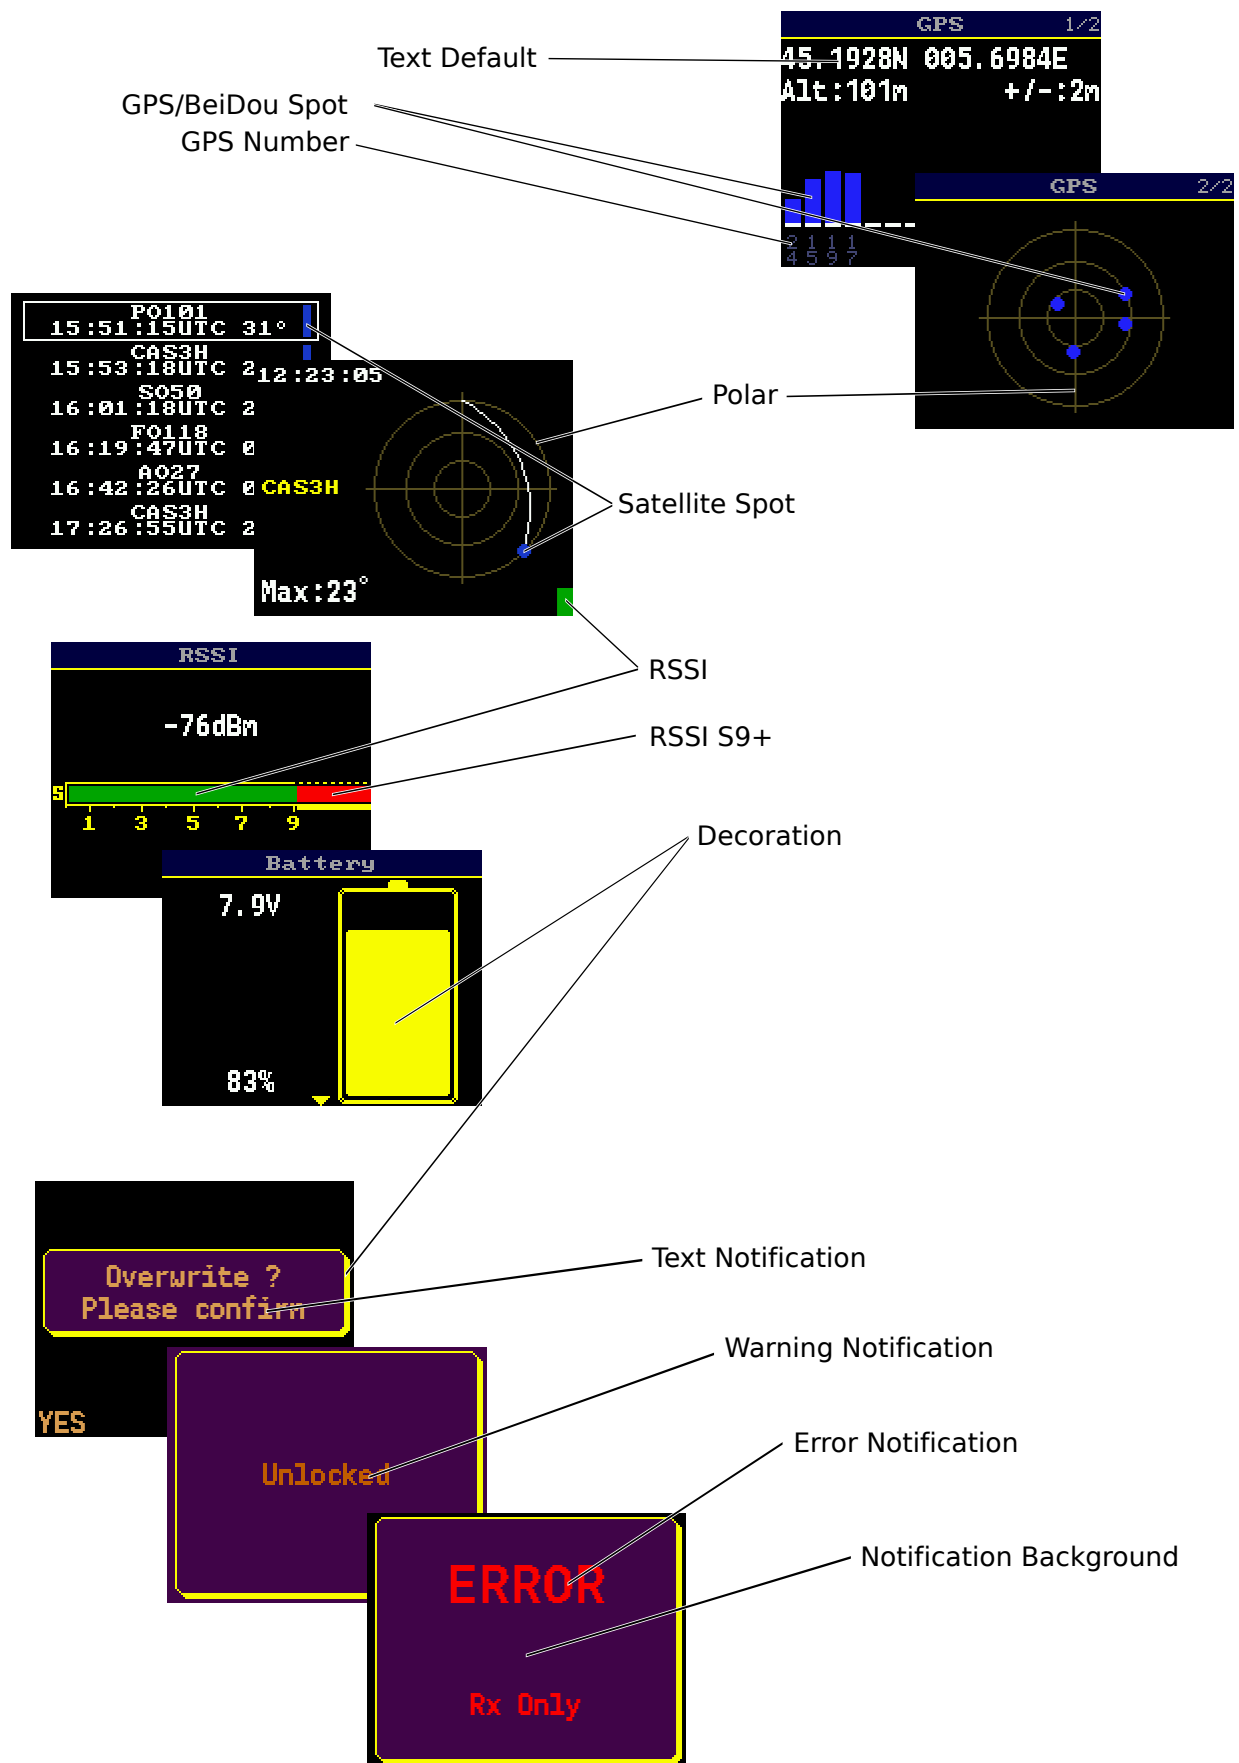 GPS 1/2
Text Default
45.1928N 005.6984E
Alt:101m +/-:2m
GPS/BeiDou Spot
GPS Number
2 1 1 1
4 5 9 7
GPS 2/2
PO101
15:51:15UTC 31°
CAS3H
15:53:18UTC 2
SO50
16:01:18UTC 2
FO118
16:19:47UTC 0
AO27
16:42:26UTC 0
CAS3H
17:26:55UTC 2
12:23:05
CAS3H
Max:23°
Polar
Satellite Spot
RSSI
-76dBm
S
1 3 5 7 9
RSSI
RSSI S9+
Decoration
Battery
7.9V
83%
Overwrite ?
Please confirm
YES
Text Notification
Warning Notification
Unlocked
Error Notification
ERROR
Notification Background
Rx Only